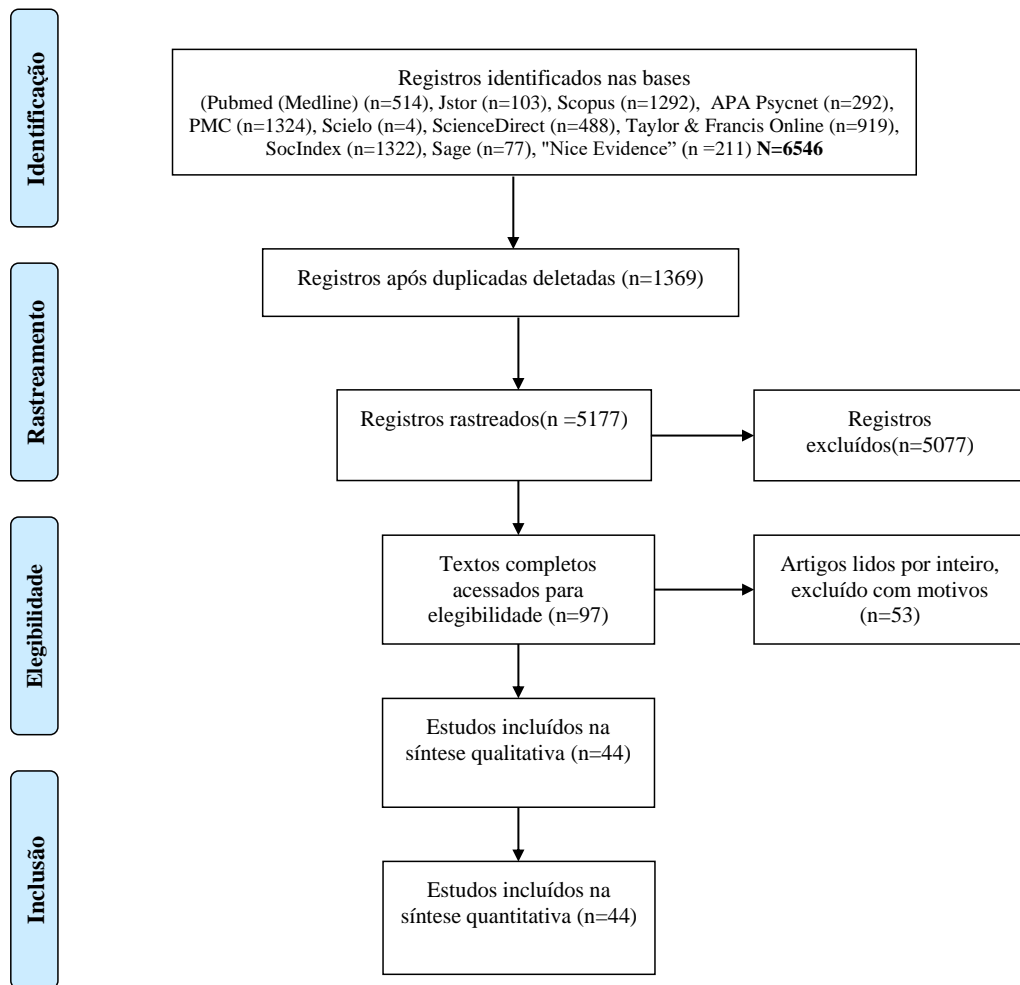 Identificação
Registros identificados nas bases
(Pubmed (Medline) (n=514), Jstor (n=103), Scopus (n=1292), APA Psycnet (n=292),
PMC (n=1324), Scielo (n=4), ScienceDirect (n=488), Taylor & Francis Online (n=919),
SocIndex (n=1322), Sage (n=77), "Nice Evidence” (n =211) N=6546
Rastreamento
Registros após duplicadas deletadas (n=1369)
Registros rastreados(n =5177)
Registros
excluídos(n=5077)
Elegibilidade
Textos completos
acessados para
elegibilidade (n=97)
Artigos lidos por inteiro,
excluído com motivos
(n=53)
Estudos incluídos na
síntese qualitativa (n=44)
Inclusão
Estudos incluídos na
síntese quantitativa (n=44)